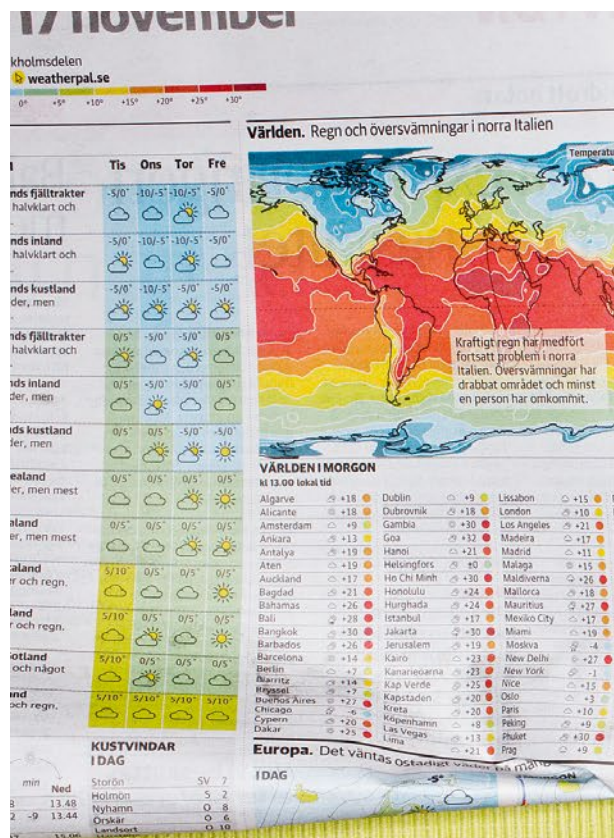 17 november
kholmsdelen
weatherpal.se
0° +5° +10° +15° +20° +25° +30°
Tis Ons Tor Fre
nds fjälltrakter -5/0° -10/-5° -10/-5° -5/0°
halvklart och
nds inland -5/0° -10/-5° -10/-5° -5/0°
halvklart och
nds kustland -5/0° -10/-5° -5/0° -5/0°
der, men
nds fjälltrakter 0/5° -5/0° -5/0° 0/5°
halvklart och
nds inland 0/5° -5/0° -5/0° 0/5°
der, men
nds kustland 0/5° 0/5° -5/0° -5/0°
der, men
ealand 0/5° 0/5° 0/5° 0/5°
er, men mest
aland 0/5° 0/5° 0/5° 0/5°
er, men mest
aland 5/10° 0/5° 0/5° 0/5°
r och regn.
land 5/10° 0/5° 0/5° 0/5°
r och regn.
otland 5/10° 0/5° 0/5° 0/5°
och något
and 5/10° 5/10° 5/10° 5/10°
och regn.
Världen. Regn och översvämningar i norra Italien
Temperatu
Kraftigt regn har medfört
fortsatt problem i norra
Italien. Översvämningar har
drabbat området och minst
en person har omkommit.
VÄRLDEN I MORGON
kl 13.00 lokal tid
Algarve +18
Alicante +18
Amsterdam +9
Ankara +13
Antalya +19
Aten +19
Auckland +17
Bagdad +21
Bahamas +26
Bali +28
Bangkok +30
Barbados +26
Barcelona +14
Berlin +7
Biarritz +14
Bryssel +7
Buenos Aires +27
Chicago -6
Cypern +20
Dakar +25
Dublin +9
Dubrovnik +18
Gambia +30
Goa +32
Hanoi +21
Helsingfors ±0
Ho Chi Minh +30
Honolulu +24
Hurghada +24
Istanbul +17
Jakarta +30
Jerusalem +19
Kairo +23
Kanarieöarna +23
Kap Verde +25
Kapstaden +20
Kreta +20
Köpenhamn +8
Las Vegas +13
Lima +21
Lissabon +15
London +10
Los Angeles +21
Madeira +17
Madrid +11
Malaga +15
Maldiverna +26
Mallorca +18
Mauritius +27
Mexiko City +17
Miami +19
Moskva -4
New Delhi +27
New York -1
Nice +15
Oslo +3
Paris +10
Peking +9
Phuket +30
Prag +9
KUSTVINDAR
I DAG
Storön SV 7
Holmön S 2
Nyhamn O 8
Örskär O 6
Landsort O 10
min Ned
13.48
-9 13.44
Europa. Det väntas ostadigt väder på mång
I DAG
-5°